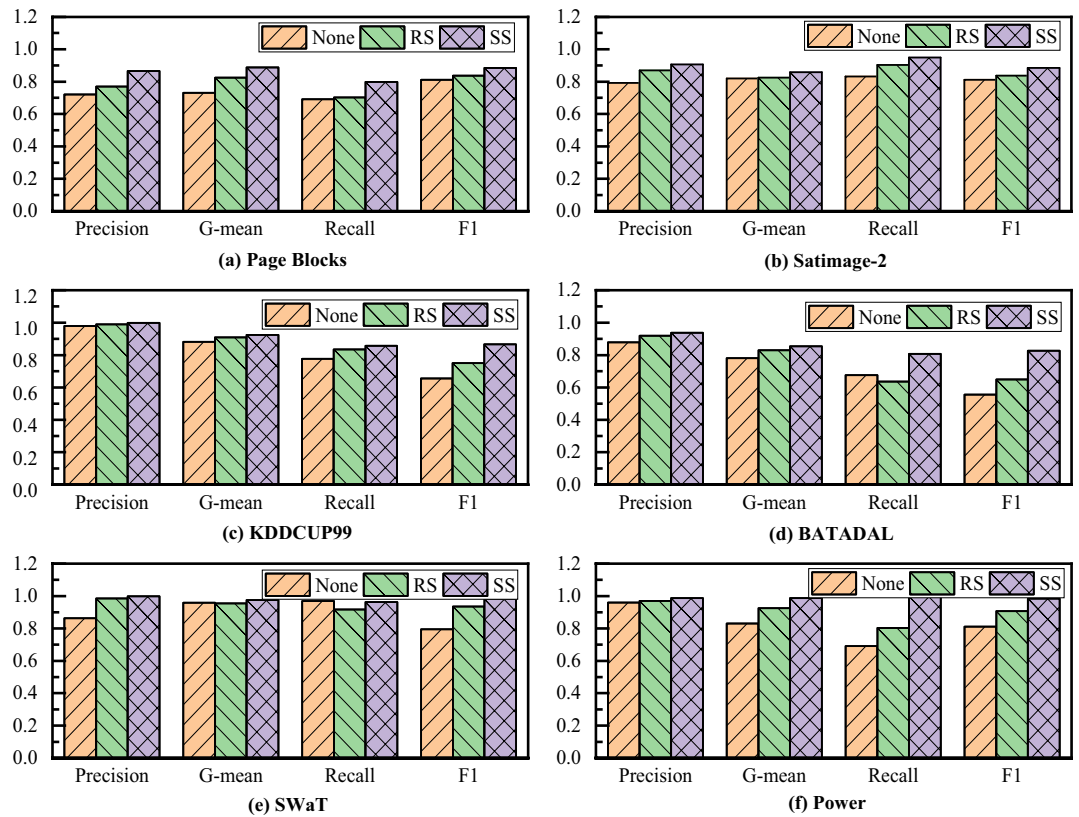 1.2
1.0
0.8
0.6
0.4
0.2
0.0
None RS SS
Precision G-mean Recall F1
(a) Page Blocks
1.2
1.0
0.8
0.6
0.4
0.2
0.0
None RS SS
Precision G-mean Recall F1
(b) Satimage-2
1.2
1.0
0.8
0.6
0.4
0.2
0.0
None RS SS
Precision G-mean Recall F1
(c) KDDCUP99
1.2
1.0
0.8
0.6
0.4
0.2
0.0
None RS SS
Precision G-mean Recall F1
(d) BATADAL
1.2
1.0
0.8
0.6
0.4
0.2
0.0
None RS SS
Precision G-mean Recall F1
(e) SWaT
1.2
1.0
0.8
0.6
0.4
0.2
0.0
None RS SS
Precision G-mean Recall F1
(f) Power